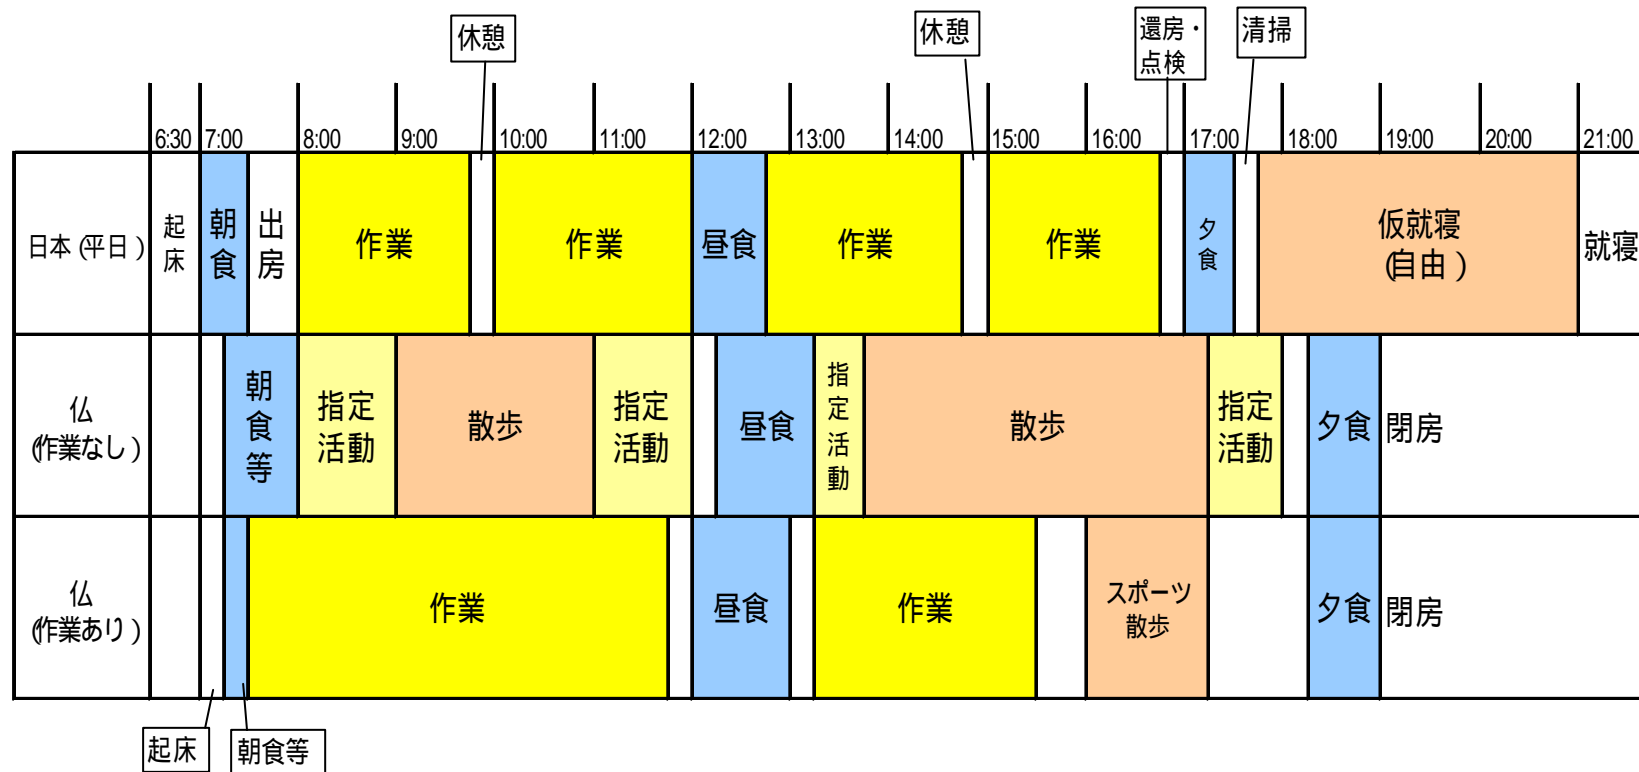 休憩
休憩
還房・
点検
清掃
6:30 7:00 8:00 9:00 10:00 11:00 12:00 13:00 14:00 15:00 16:00 17:00 18:00 19:00 20:00 21:00
日本(平日)
起
床
朝
食
出
房
作業
作業
昼食
作業
作業
夕
食
仮就寝
(自由)
就寝
仏
(作業なし)
朝
食
等
指定
活動
散歩
指定
活動
昼食
指
定
活
動
散歩
指定
活動
夕食
閉房
仏
(作業あり)
作業
昼食
作業
スポーツ
散歩
夕食
閉房
起床
朝食等